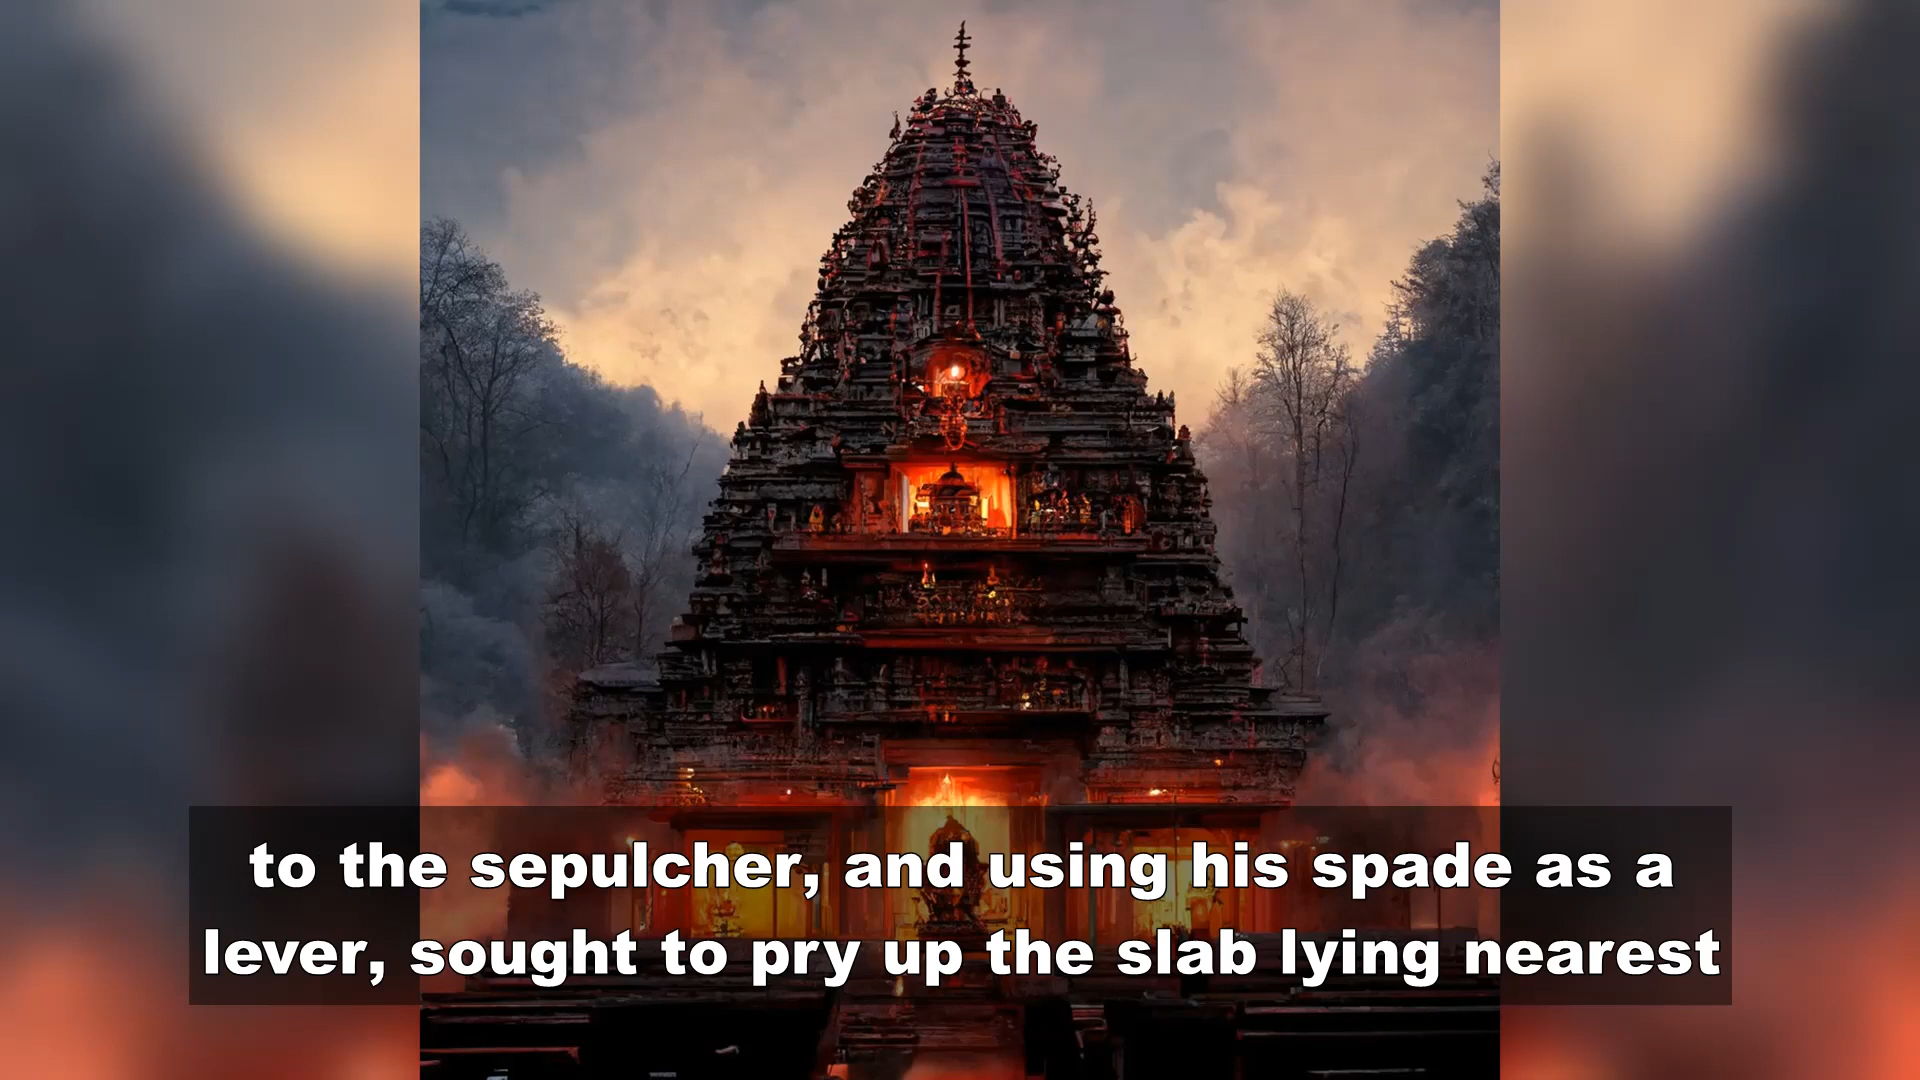 to the sepulcher, and using his spade as a
lever, sought to pry up the slab lying nearest